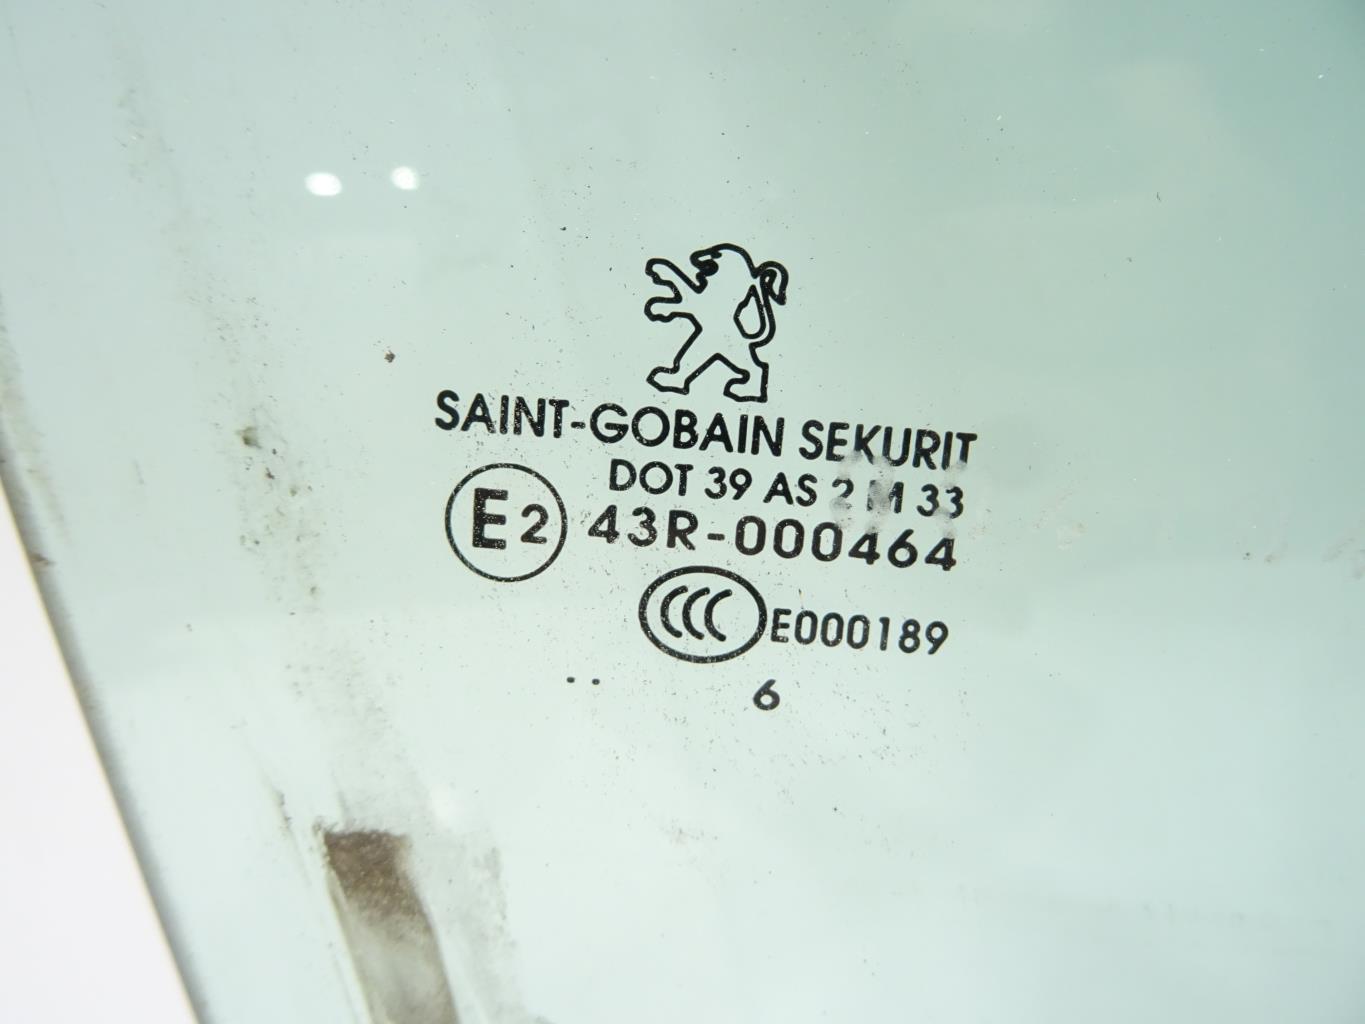 SAINT-GOBAIN SEKURIT
DOT 39 AS 2 M 33
E2 43R-000464
CCC E000189
.. 6